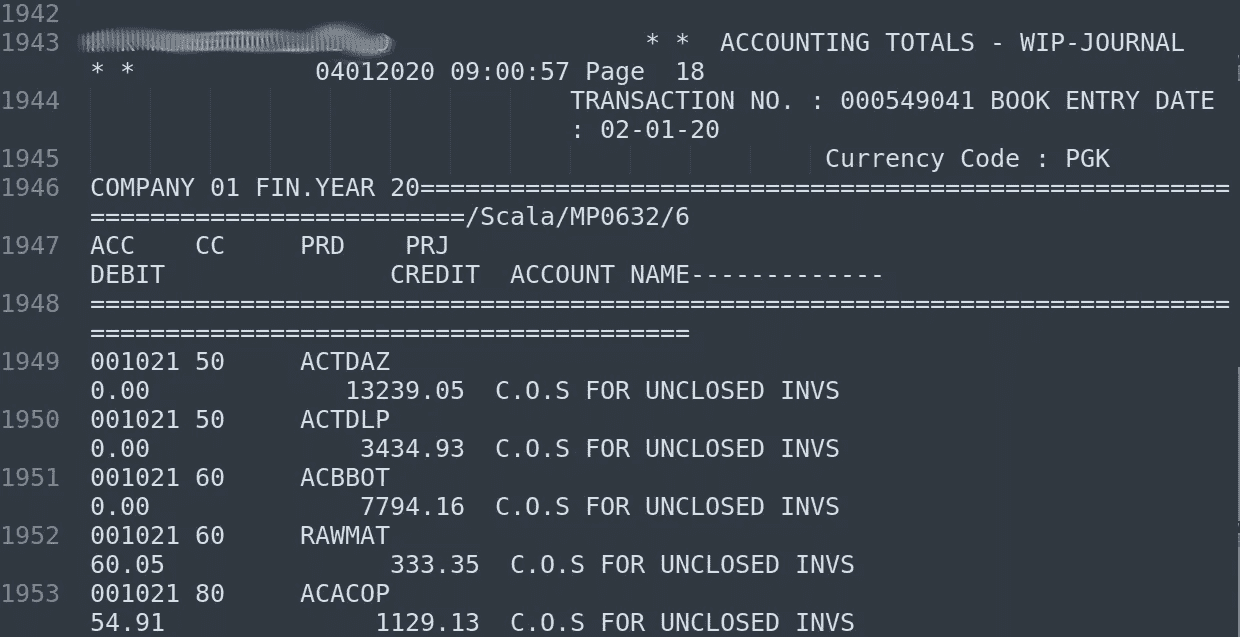 1942
1943 * * ACCOUNTING TOTALS - WIP-JOURNAL
* * 04012020 09:00:57 Page 18
1944 TRANSACTION NO. : 000549041 BOOK ENTRY DATE
: 02-01-20
1945 Currency Code : PGK
1946 COMPANY 01 FIN.YEAR 20======================================================
=========================/Scala/MP0632/6
1947 ACC CC PRD PRJ
DEBIT CREDIT ACCOUNT NAME-------------
1948 ============================================================================
========================================
1949 001021 50 ACTDAZ
0.00 13239.05 C.O.S FOR UNCLOSED INVS
1950 001021 50 ACTDLP
0.00 3434.93 C.O.S FOR UNCLOSED INVS
1951 001021 60 ACBBOT
0.00 7794.16 C.O.S FOR UNCLOSED INVS
1952 001021 60 RAWMAT
60.05 333.35 C.O.S FOR UNCLOSED INVS
1953 001021 80 ACACOP
54.91 1129.13 C.O.S FOR UNCLOSED INVS